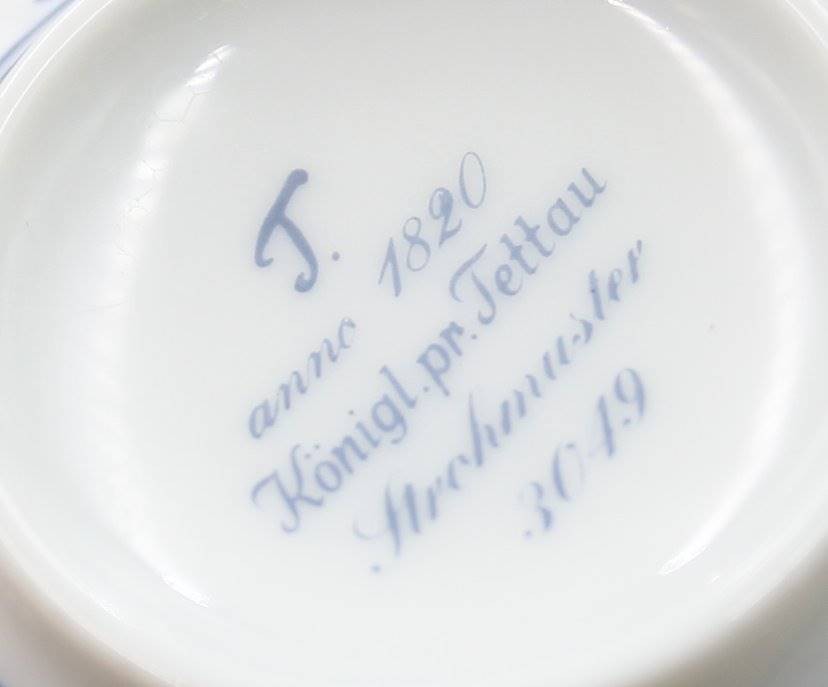 T.
anno 1820
Königl. pr. Tettau
Strohmuster
3049